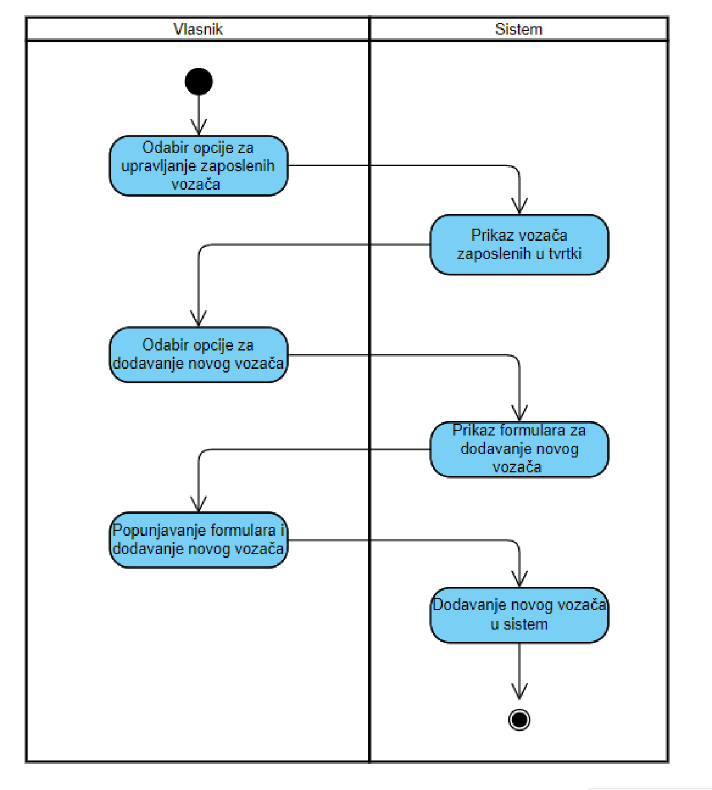 Vlasnik
Sistem
Odabir opcije za
upravljanje zaposlenih
vozača
Prikaz vozača
zaposlenih u tvrtki
Odabir opcije za
dodavanje novog vozača
Prikaz formulara za
dodavanje novog
vozača
Popunjavanje formulara i
dodavanje novog vozača
Dodavanje novog vozača
u sistem